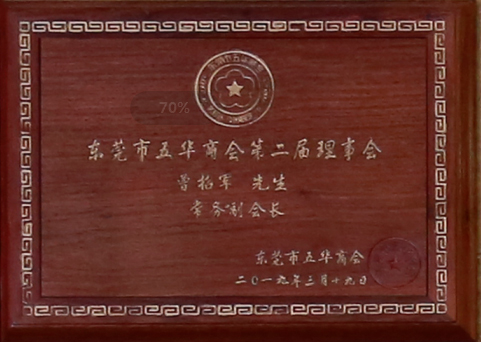 70%
东莞市五华商会第二届理事会
曾招军 先生
常务副会长
东莞市五华商会
二〇一九年三月十九日